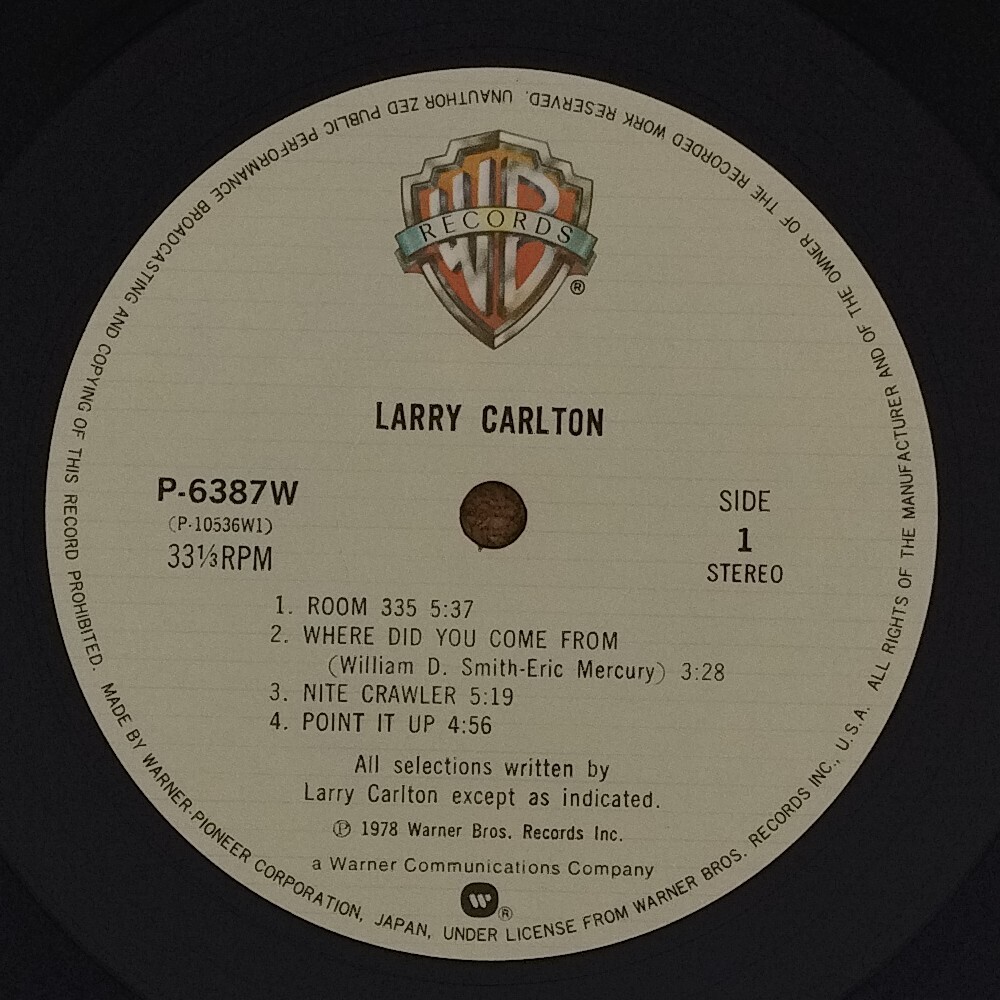 WB
RECORDS
®
LARRY CARLTON
P-6387W
(P-10536W1)
33⅓RPM
SIDE
1
STEREO
1. ROOM 335 5:37
2. WHERE DID YOU COME FROM
(William D. Smith-Eric Mercury) 3:28
3. NITE CRAWLER 5:19
4. POINT IT UP 4:56
All selections written by
Larry Carlton except as indicated.
Ⓟ 1978 Warner Bros. Records Inc.
a Warner Communications Company
®
MADE BY WARNER-PIONEER CORPORATION, JAPAN, UNDER LICENSE FROM WARNER BROS. RECORDS INC., U.S.A. ALL RIGHTS OF THE MANUFACTURER AND OF THE OWNER OF THE RECORDED WORK RESERVED. UNAUTHOR ZED PUBLIC PERFORMANCE BROADCASTING AND COPYING OF THIS RECORD PROHIBITED.